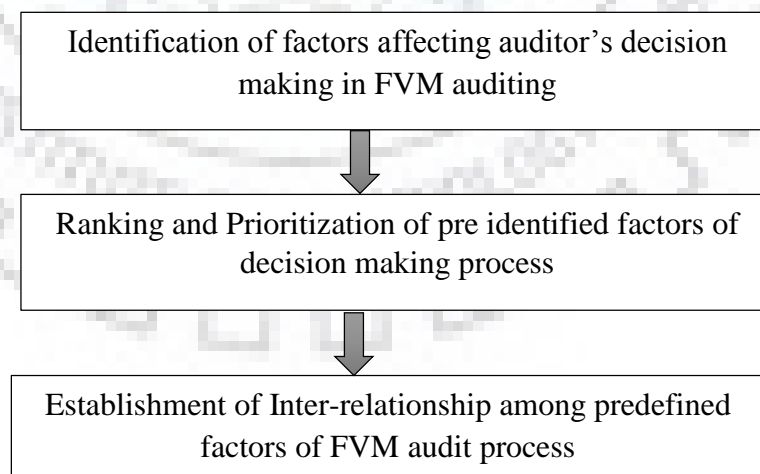 Identification of factors affecting auditor’s decision
making in FVM auditing
Ranking and Prioritization of pre identified factors of
decision making process
Establishment of Inter-relationship among predefined
factors of FVM audit process